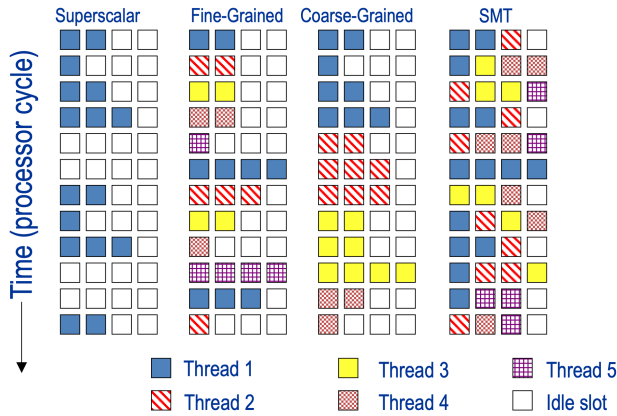 Superscalar Fine-Grained Coarse-Grained SMT
Time (processor cycle)
Thread 1 Thread 3 Thread 5
Thread 2 Thread 4 Idle slot